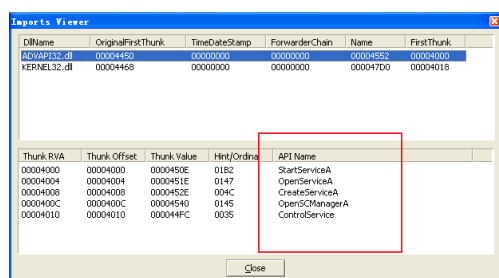 Imports Viewer
DllName OriginalFirstThunk TimeDateStamp ForwarderChain Name FirstThunk
ADVAPI32.dll 00004450 00000000 00000000 00004552 00004000
KERNEL32.dll 00004468 00000000 00000000 000047D0 00004018
Thunk RVA Thunk Offset Thunk Value Hint/Ordina API Name
00004000 00004000 0000450E 01B2 StartServiceA
00004004 00004004 0000451E 0147 OpenServiceA
00004008 00004008 0000452E 004C CreateServiceA
0000400C 0000400C 00004540 0145 OpenSCManagerA
00004010 00004010 000044FC 0035 ControlService
Close